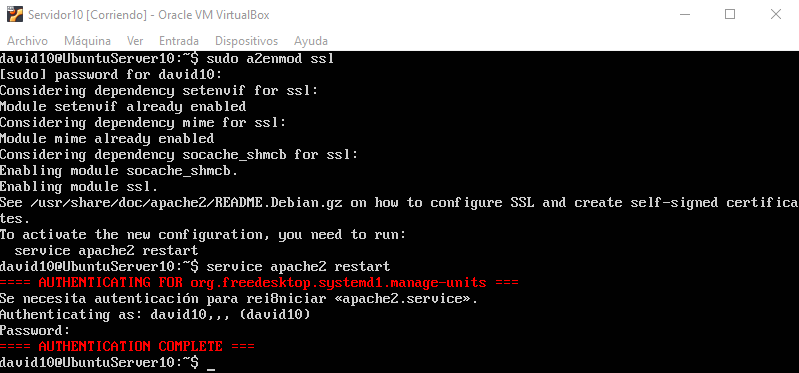 Servidor10 [Corriendo] - Oracle VM VirtualBox
Archivo Máquina Ver Entrada Dispositivos Ayuda
david10@UbuntuServer10:~$ sudo a2enmod ssl
[sudo] password for david10:
Considering dependency setenvif for ssl:
Module setenvif already enabled
Considering dependency mime for ssl:
Module mime already enabled
Considering dependency socache_shmcb for ssl:
Enabling module socache_shmcb.
Enabling module ssl.
See /usr/share/doc/apache2/README.Debian.gz on how to configure SSL and create self-signed certifica
tes.
To activate the new configuration, you need to run:
  service apache2 restart
david10@UbuntuServer10:~$ service apache2 restart
==== AUTHENTICATING FOR org.freedesktop.systemd1.manage-units ===
Se necesita autenticación para rei8niciar «apache2.service».
Authenticating as: david10,,, (david10)
Password:
==== AUTHENTICATION COMPLETE ===
david10@UbuntuServer10:~$ _